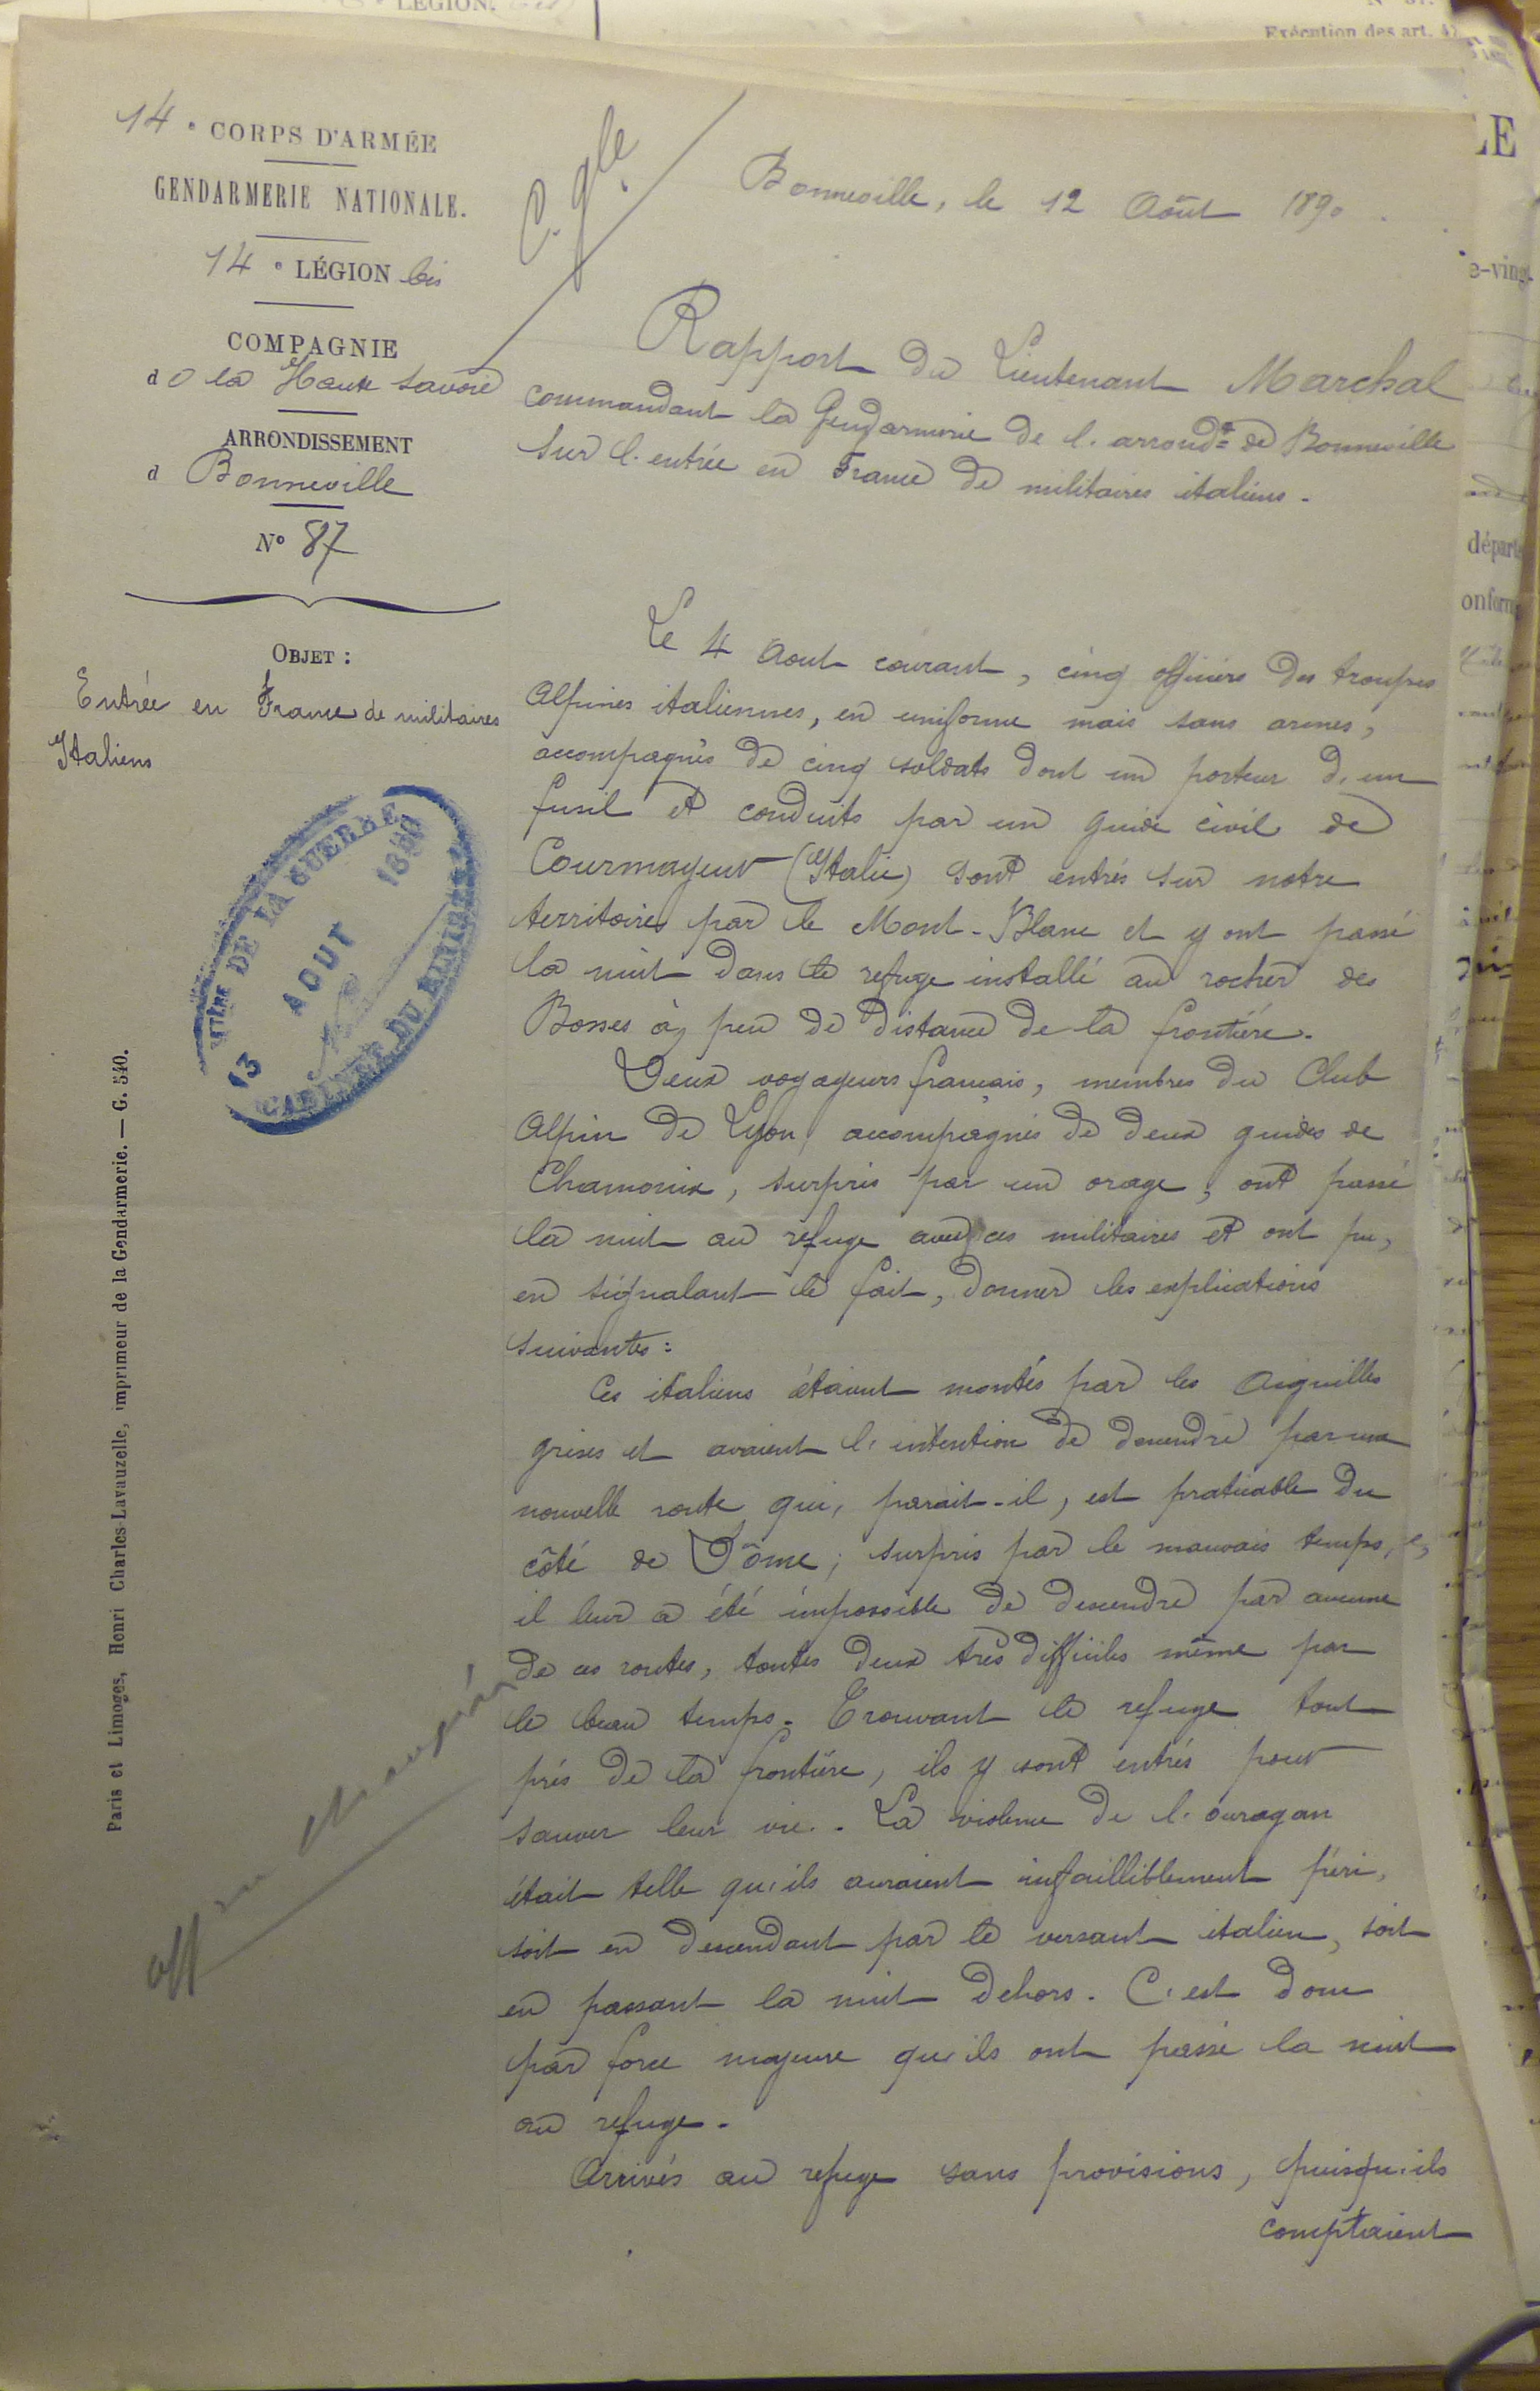 LÉGION.
Exécution des art. 42
14e CORPS D'ARMÉE
GENDARMERIE NATIONALE.
14e LÉGION bis
COMPAGNIE
de la Haute Savoie
ARRONDISSEMENT
d Bonneville
N° 87
OBJET :
Entrée en France de militaires
Italiens
MTÈRE DE LA GUERRE
13 AOUT 1890
CABINET DU MINISTRE
Paris et Limoges, Henri Charles-Lavauzelle, imprimeur de la Gendarmerie. — G. 540.
C. gle
Bonneville, le 12 Août 1890.
Rapport du Lieutenant Marchal
commandant la Gendarmerie de l'arrondt de Bonneville
sur l'entrée en France de militaires italiens.
Le 4 Aout courant, cinq officiers des troupes
Alpines italiennes, en uniforme mais sans armes,
accompagnés de cinq soldats dont un porteur d'un
fusil et conduits par un guide civil de
Courmayeur (Italie) sont entrés sur notre
territoire par le Mont-Blanc et y ont passé
la nuit dans le refuge installé au rocher des
Bosses à peu de distance de la frontière.
Deux voyageurs français, membres du Club
Alpin de Lyon, accompagnés de deux guides de
Chamonix, surpris par un orage, ont passé
la nuit au refuge avec ces militaires et ont pu,
en signalant le fait, donner les explications
suivantes :
Ces italiens étaient montés par les Aiguilles
grises et avaient l'intention de descendre par une
nouvelle route qui, parait-il, est praticable du
côté de Dôme ; surpris par le mauvais temps,
il leur a été impossible de descendre par aucune
de ces routes, toutes deux très difficiles même par
le beau temps. Trouvant le refuge tout
près de la frontière, ils y sont entrés pour
sauver leur vie. La violence de l'ouragan
était telle qu'ils auraient infailliblement péri,
soit en descendant par le versant italien, soit
en passant la nuit dehors. C'est donc
par force majeure qu'ils ont passé la nuit
au refuge.
Arrivés au refuge sans provisions, puisqu'ils
comptaient